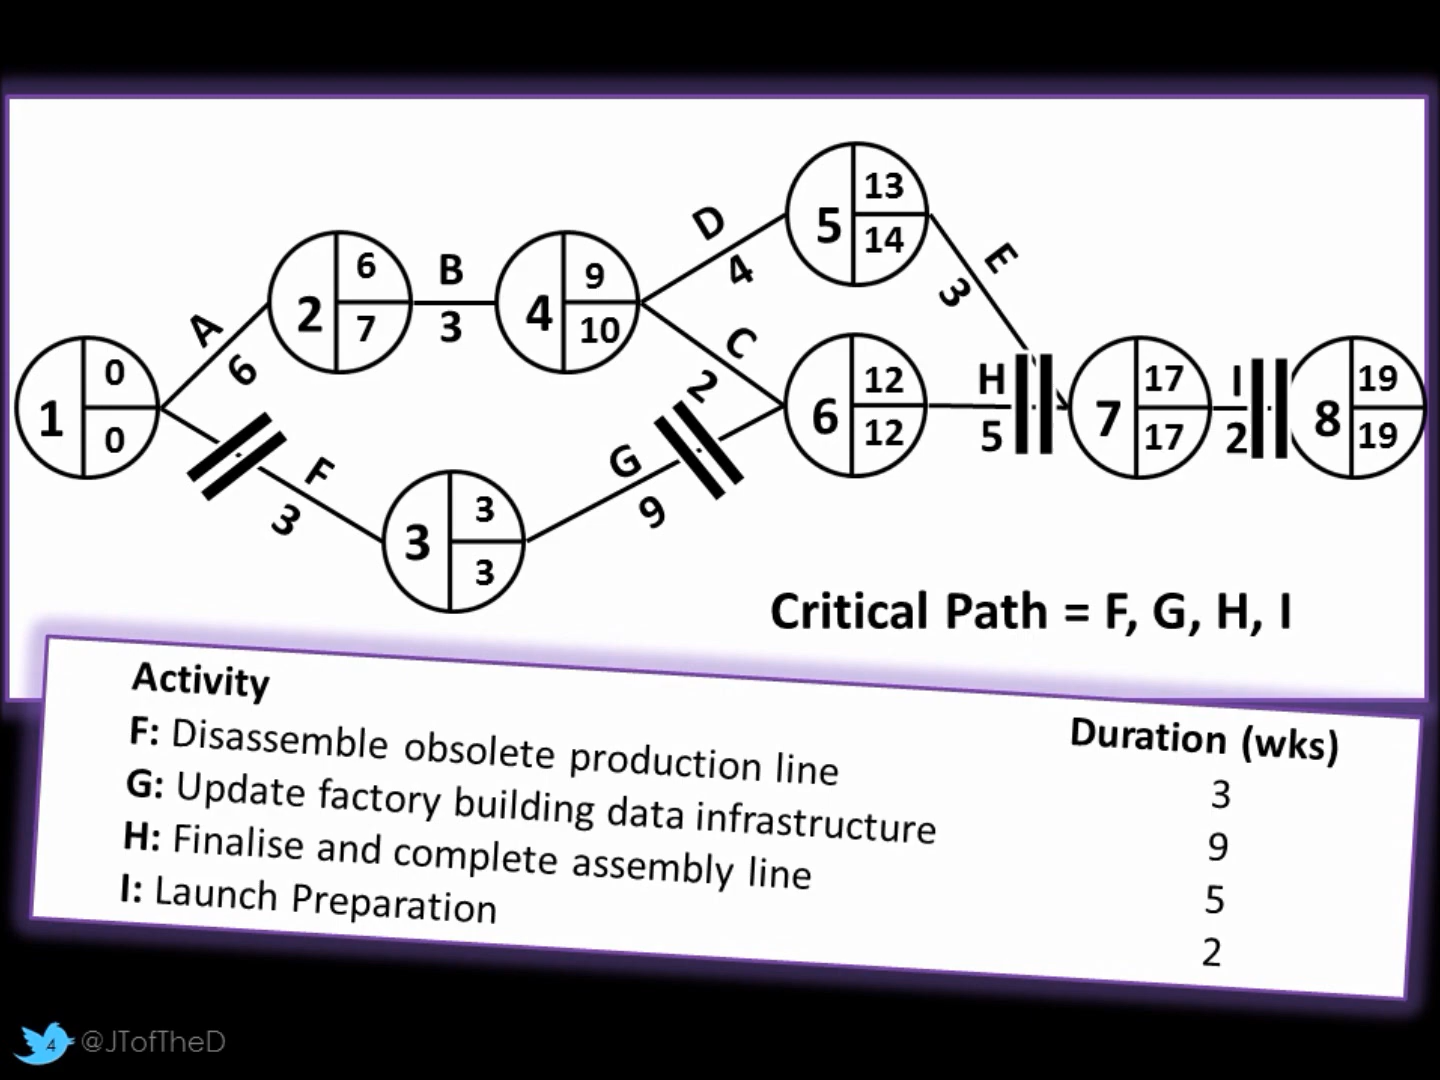 1
0
0
A
6
2
6
7
B
3
4
9
10
D
4
5
13
14
E
3
C
2
F
3
3
3
3
G
9
6
12
12
H
5
7
17
17
I
2
8
19
19
Critical Path = F, G, H, I
Activity
Duration (wks)
F: Disassemble obsolete production line
3
G: Update factory building data infrastructure
9
H: Finalise and complete assembly line
5
I: Launch Preparation
2
4
@JTofTheD